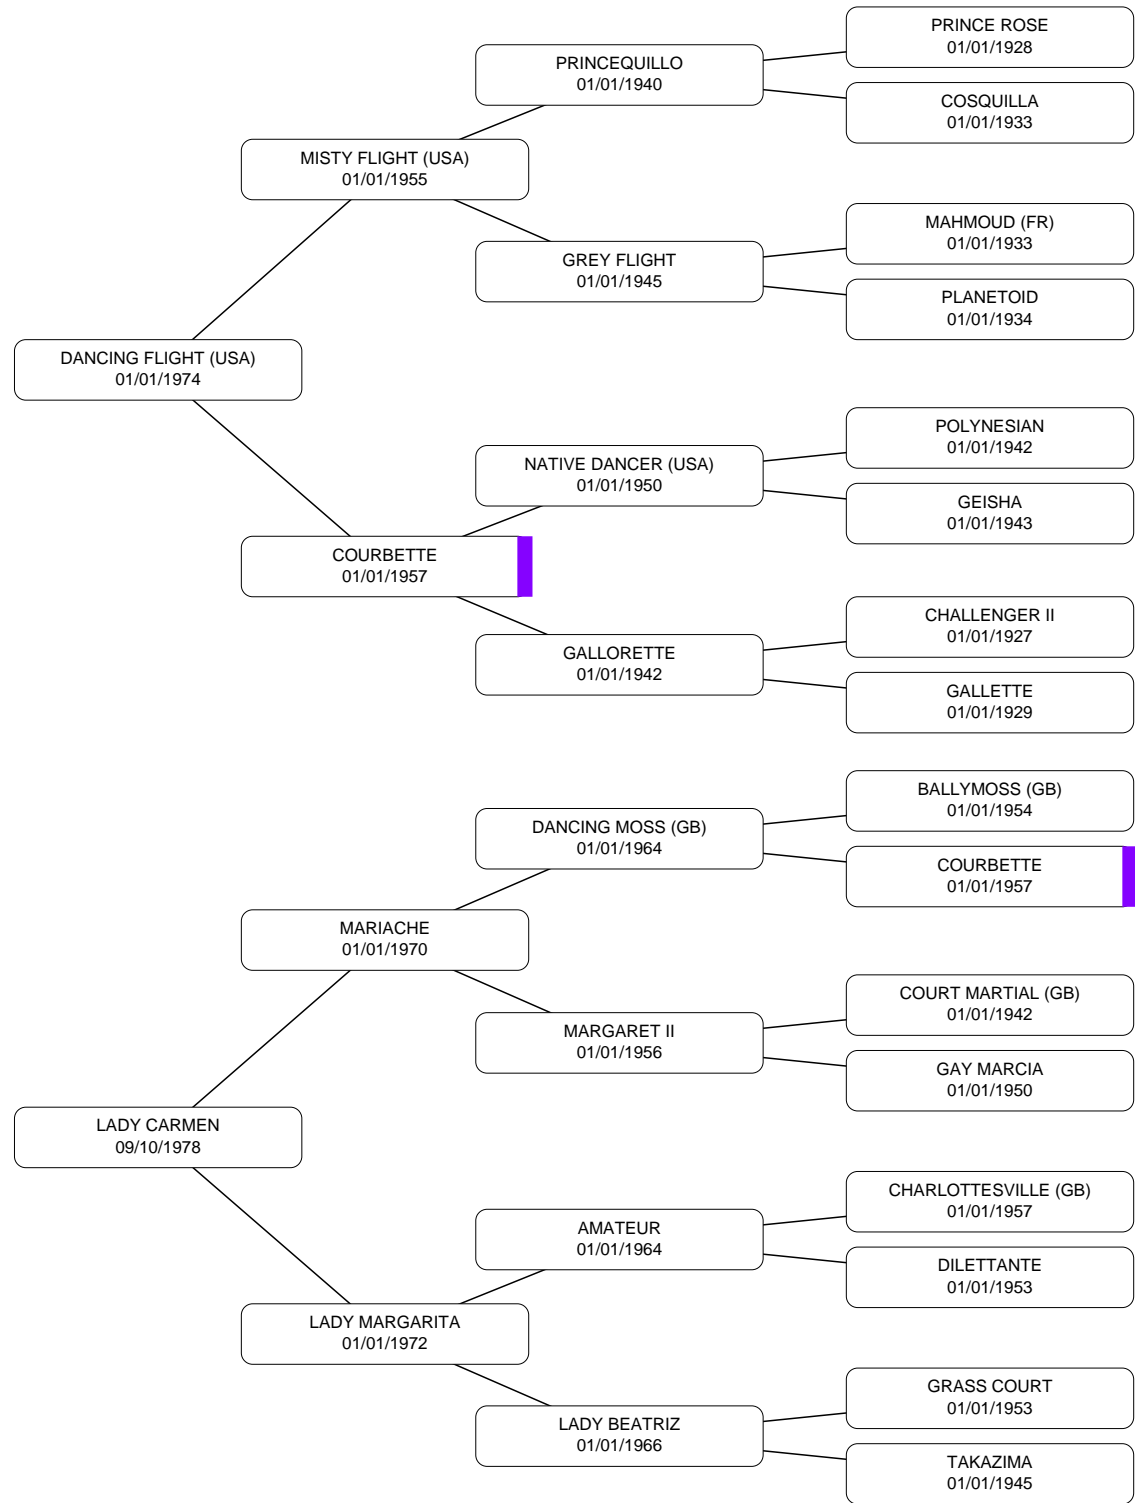 PRINCE ROSE
01/01/1928
PRINCEQUILLO
01/01/1940
COSQUILLA
01/01/1933
MISTY FLIGHT (USA)
01/01/1955
MAHMOUD (FR)
01/01/1933
GREY FLIGHT
01/01/1945
PLANETOID
01/01/1934
DANCING FLIGHT (USA)
01/01/1974
POLYNESIAN
01/01/1942
NATIVE DANCER (USA)
01/01/1950
GEISHA
01/01/1943
COURBETTE
01/01/1957
CHALLENGER II
01/01/1927
GALLORETTE
01/01/1942
GALLETTE
01/01/1929
BALLYMOSS (GB)
01/01/1954
DANCING MOSS (GB)
01/01/1964
COURBETTE
01/01/1957
MARIACHE
01/01/1970
COURT MARTIAL (GB)
01/01/1942
MARGARET II
01/01/1956
GAY MARCIA
01/01/1950
LADY CARMEN
09/10/1978
CHARLOTTESVILLE (GB)
01/01/1957
AMATEUR
01/01/1964
DILETTANTE
01/01/1953
LADY MARGARITA
01/01/1972
GRASS COURT
01/01/1953
LADY BEATRIZ
01/01/1966
TAKAZIMA
01/01/1945